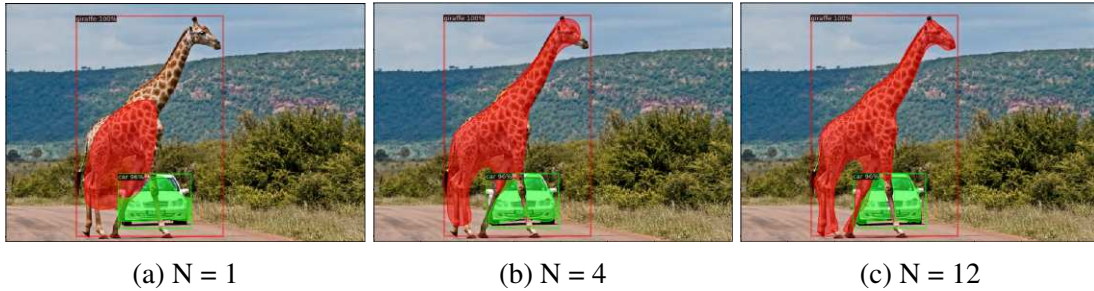 giraffe 100%
car 96%
(a) N = 1
giraffe 100%
car 96%
(b) N = 4
giraffe 100%
car 96%
(c) N = 12